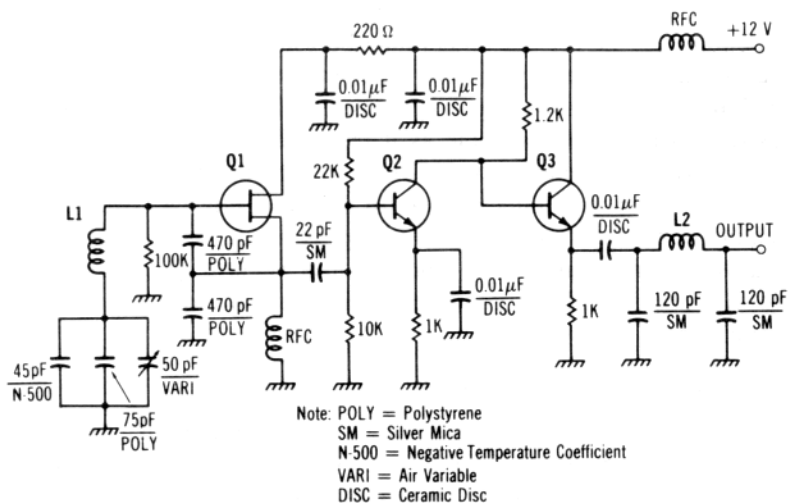 220 Ω
RFC
+12 V
0.01µF
DISC
0.01µF
DISC
1.2K
Q1
22K
Q2
Q3
L1
0.01µF
DISC
L2
OUTPUT
22 pF
SM
470 pF
POLY
100K
470 pF
POLY
RFC
10K
1K
0.01µF
DISC
1K
120 pF
SM
120 pF
SM
45pF
N-500
50 pF
VARI
75pF
POLY
Note: POLY = Polystyrene
SM = Silver Mica
N-500 = Negative Temperature Coefficient
VARI = Air Variable
DISC = Ceramic Disc